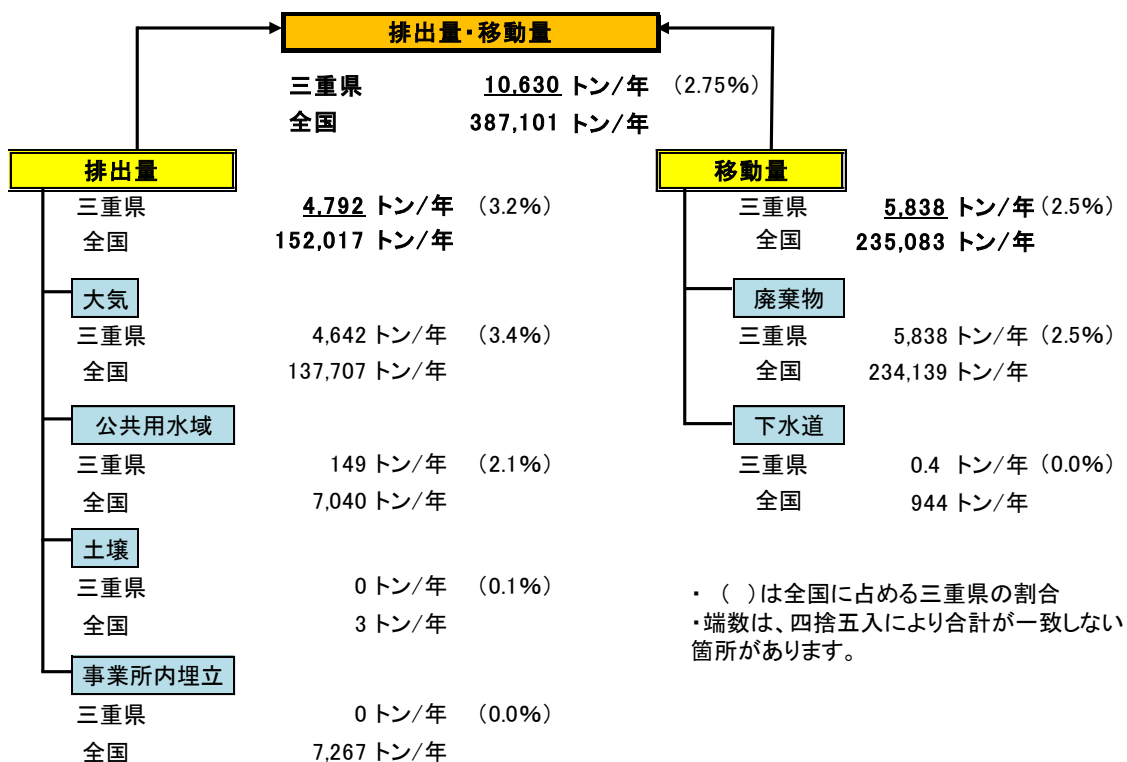 排出量・移動量
三重県 10,630 トン/年 (2.75%)
全国 387,101 トン/年
排出量
三重県 4,792 トン/年 (3.2%)
全国 152,017 トン/年
大気
三重県 4,642 トン/年 (3.4%)
全国 137,707 トン/年
公共用水域
三重県 149 トン/年 (2.1%)
全国 7,040 トン/年
土壌
三重県 0 トン/年 (0.1%)
全国 3 トン/年
事業所内埋立
三重県 0 トン/年 (0.0%)
全国 7,267 トン/年
移動量
三重県 5,838 トン/年 (2.5%)
全国 235,083 トン/年
廃棄物
三重県 5,838 トン/年 (2.5%)
全国 234,139 トン/年
下水道
三重県 0.4 トン/年 (0.0%)
全国 944 トン/年
・ ( )は全国に占める三重県の割合
・端数は、四捨五入により合計が一致しない
箇所があります。